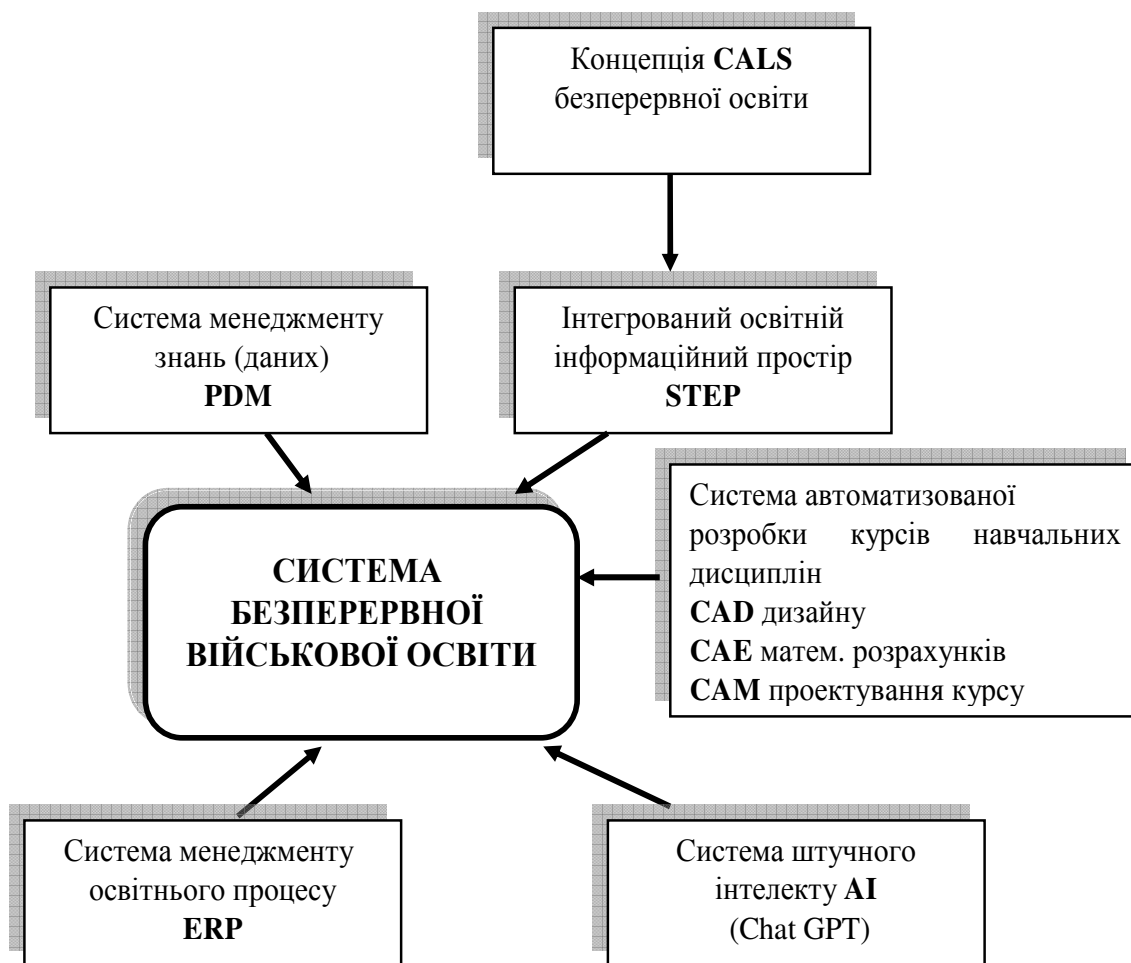 Концепція CALS
безперервної освіти
Система менеджменту
знань (даних)
PDM
Інтегрований освітній
інформаційний простір
STEP
Система автоматизованої
розробки курсів навчальних
дисциплін
CAD дизайну
CAE матем. розрахунків
CAM проектування курсу
СИСТЕМА
БЕЗПЕРЕРВНОЇ
ВІЙСЬКОВОЇ ОСВІТИ
Система менеджменту
освітнього процесу
ERP
Система штучного
інтелекту AI
(Chat GPT)